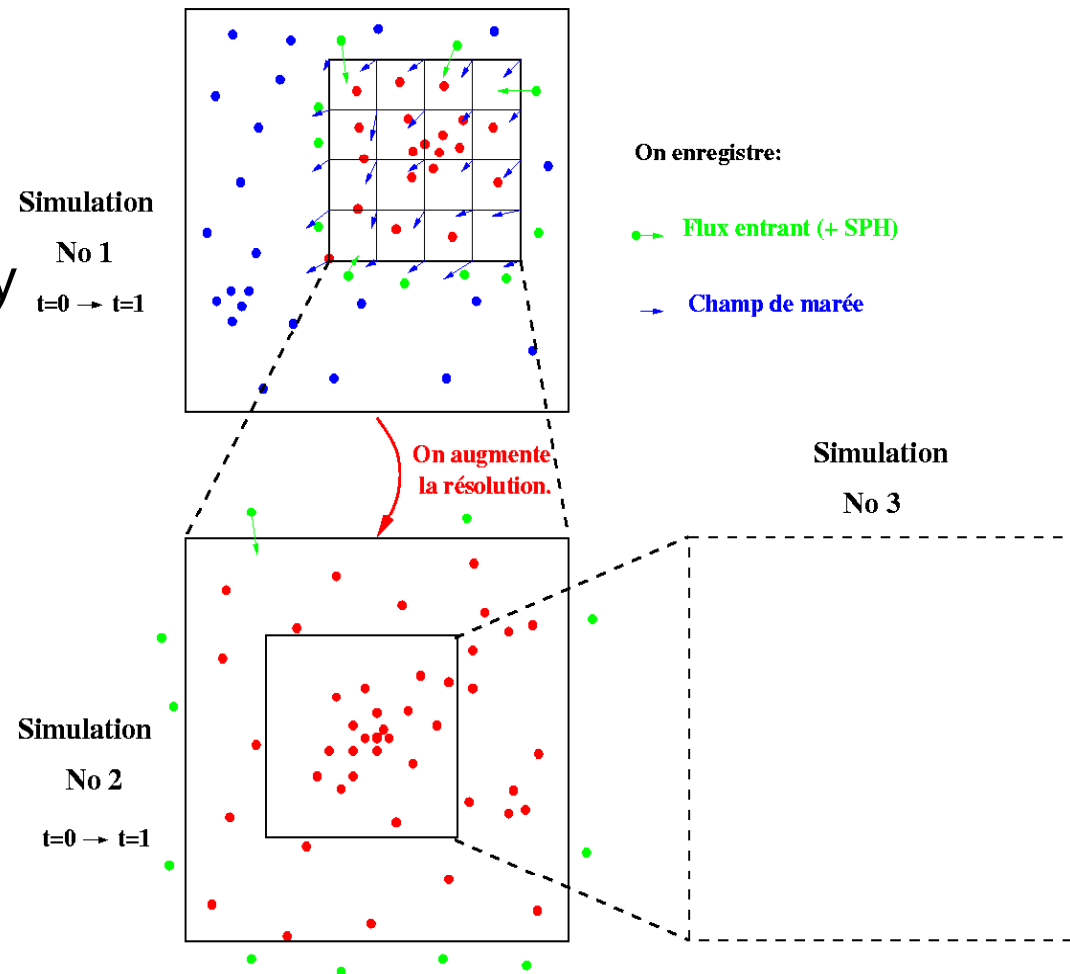 Simulation
No 1
y
t=0 → t=1
On enregistre:
Flux entrant (+ SPH)
Champ de marée
On augmente
la résolution.
Simulation
No 3
Simulation
No 2
t=0 → t=1